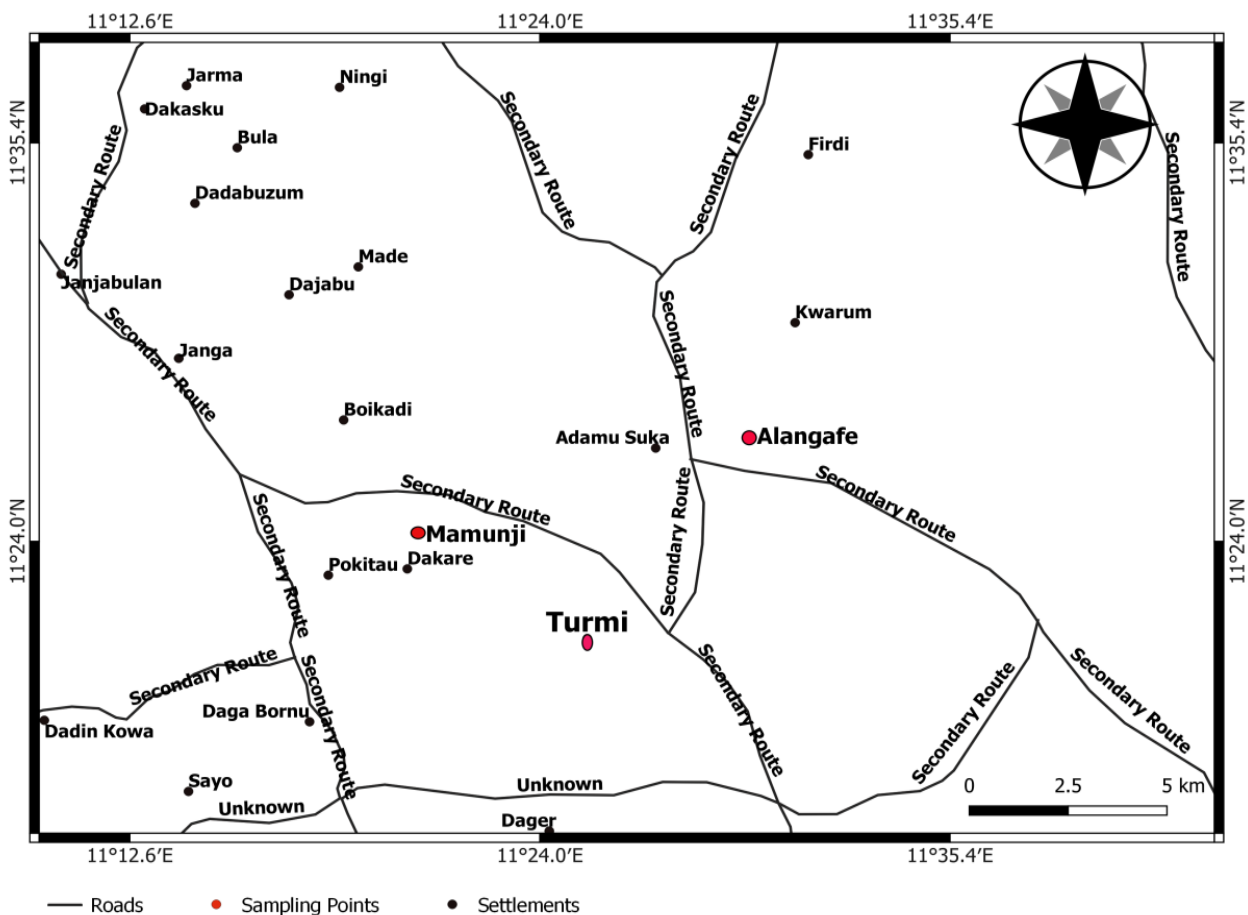 11°12.6′E 11°24.0′E 11°35.4′E
Jarma
Ningi
Dakasku
Bula
Firdi
11°35.4′N
11°35.4′N
Secondary Route
Secondary Route
Secondary Route
Secondary Route
Dadabuzum
Made
Janjabulan
Dajabu
Kwarum
Secondary Route
Secondary Route
Janga
Boikadi
Adamu Suka
Alangafe
Secondary Route
Secondary Route
Secondary Route
Secondary Route
Mamunji
11°24.0′N
11°24.0′N
Pokitau
Dakare
Secondary Route
Turmi
Secondary Route
Secondary Route
Secondary Route
Secondary Route
Secondary Route
Daga Bornu
Dadin Kowa
Sayo
Unknown
Unknown
0 2.5 5 km
Dager
11°12.6′E 11°24.0′E 11°35.4′E
Roads Sampling Points Settlements